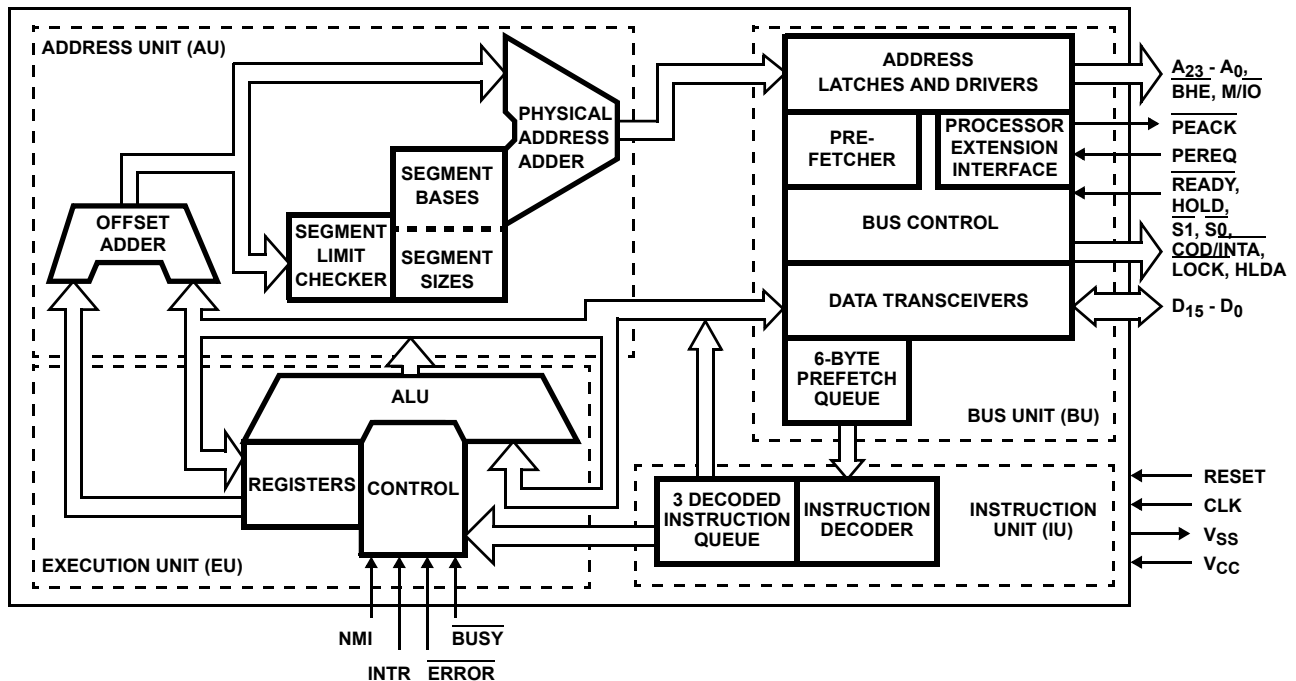 ADDRESS UNIT (AU)
OFFSET
ADDER
SEGMENT
LIMIT
CHECKER
SEGMENT
BASES
SEGMENT
SIZES
PHYSICAL
ADDRESS
ADDER
ADDRESS
LATCHES AND DRIVERS
PRE-
FETCHER
PROCESSOR
EXTENSION
INTERFACE
BUS CONTROL
DATA TRANSCEIVERS
6-BYTE
PREFETCH
QUEUE
BUS UNIT (BU)
A23 - A0,
BHE, M/IO
PEACK
PEREQ
READY,
HOLD,
S1, S0,
COD/INTA,
LOCK, HLDA
D15 - D0
ALU
REGISTERS
CONTROL
EXECUTION UNIT (EU)
3 DECODED
INSTRUCTION
QUEUE
INSTRUCTION
DECODER
INSTRUCTION
UNIT (IU)
RESET
CLK
VSS
VCC
NMI
BUSY
INTR
ERROR